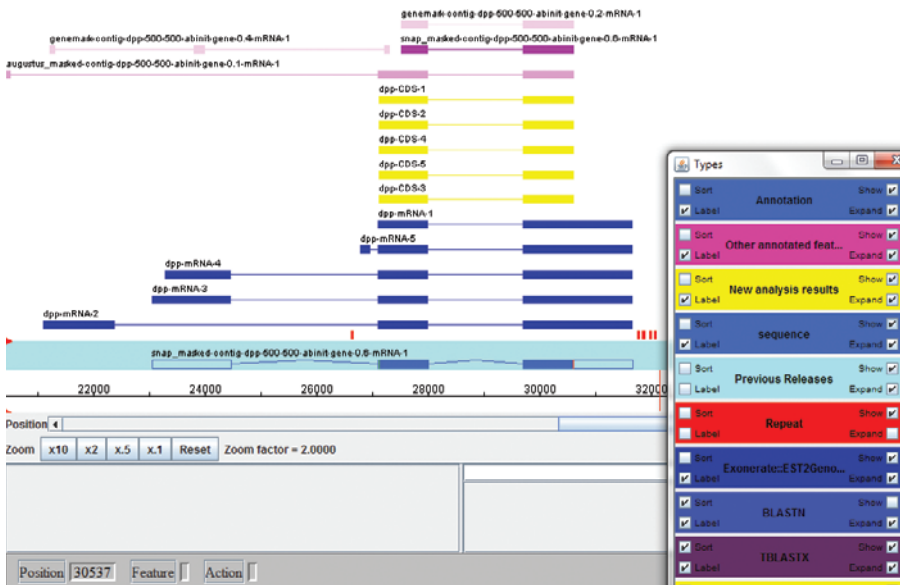 genemark-contig-dpp-500-500-abinit-gene-0.2-mRNA-1
genemark-contig-dpp-500-500-abinit-gene-0.4-mRNA-1
snap_masked-contig-dpp-500-500-abinit-gene-0.6-mRNA-1
augustus_masked-contig-dpp-500-500-abinit-gene-0.1-mRNA-1
dpp-CDS-1
dpp-CDS-2
dpp-CDS-4
dpp-CDS-5
dpp-CDS-3
dpp-mRNA-1
dpp-mRNA-5
dpp-mRNA-4
dpp-mRNA-3
dpp-mRNA-2
snap_masked-contig-dpp-500-500-abinit-gene-0.6-mRNA-1
22000 24000 26000 28000 30000 32000
Position
Zoom x10 x2 x.5 x.1 Reset Zoom factor = 2.0000
Position 30537 Feature Action
Types
Sort Show
Annotation
Label Expand
Sort Show
Other annotated feat...
Label Expand
Sort Show
New analysis results
Label Expand
Sort Show
sequence
Label Expand
Sort Show
Previous Releases
Label Expand
Sort Show
Repeat
Label Expand
Sort Show
Exonerate::EST2Geno...
Label Expand
Sort Show
BLASTN
Label Expand
Sort Show
TBLASTX
Label Expand